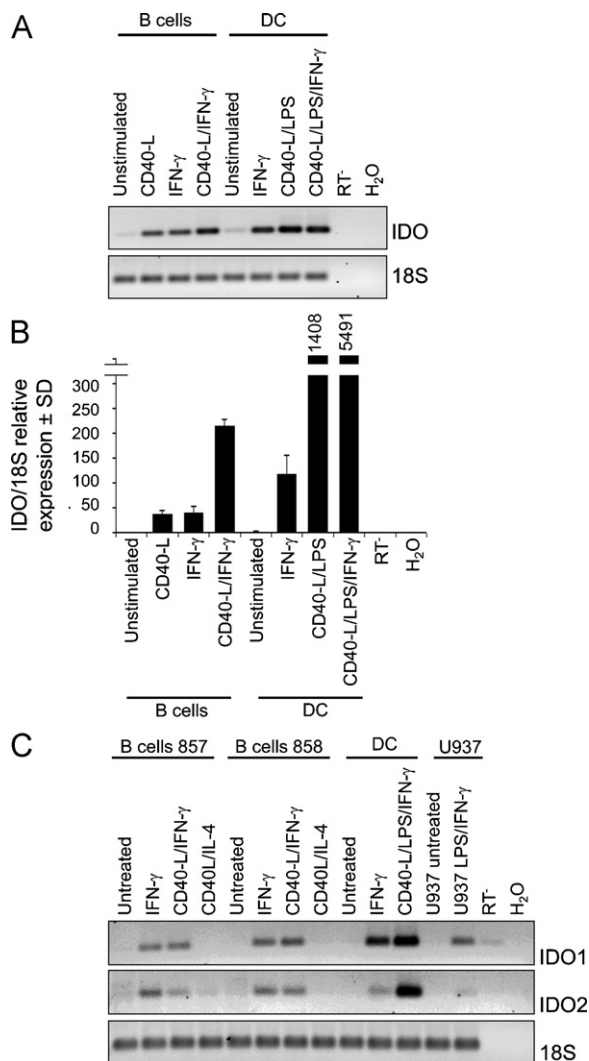 A
B cells DC
Unstimulated
CD40-L
IFN-γ
CD40-L/IFN-γ
Unstimulated
IFN-γ
CD40-L/LPS
CD40-L/LPS/IFN-γ
RT-
H₂O
IDO
18S
B
1408
5491
IDO/18S relative
expression ± SD
300
250
200
150
100
50
0
Unstimulated
CD40-L
IFN-γ
CD40-L/IFN-γ
Unstimulated
IFN-γ
CD40-L/LPS
CD40-L/LPS/IFN-γ
RT-
H₂O
B cells DC
C
B cells 857 B cells 858 DC U937
Untreated
IFN-γ
CD40-L/IFN-γ
CD40L/IL-4
Untreated
IFN-γ
CD40-L/IFN-γ
CD40L/IL-4
Untreated
IFN-γ
CD40-L/LPS/IFN-γ
U937 untreated
U937 LPS/IFN-γ
RT-
H₂O
IDO1
IDO2
18S